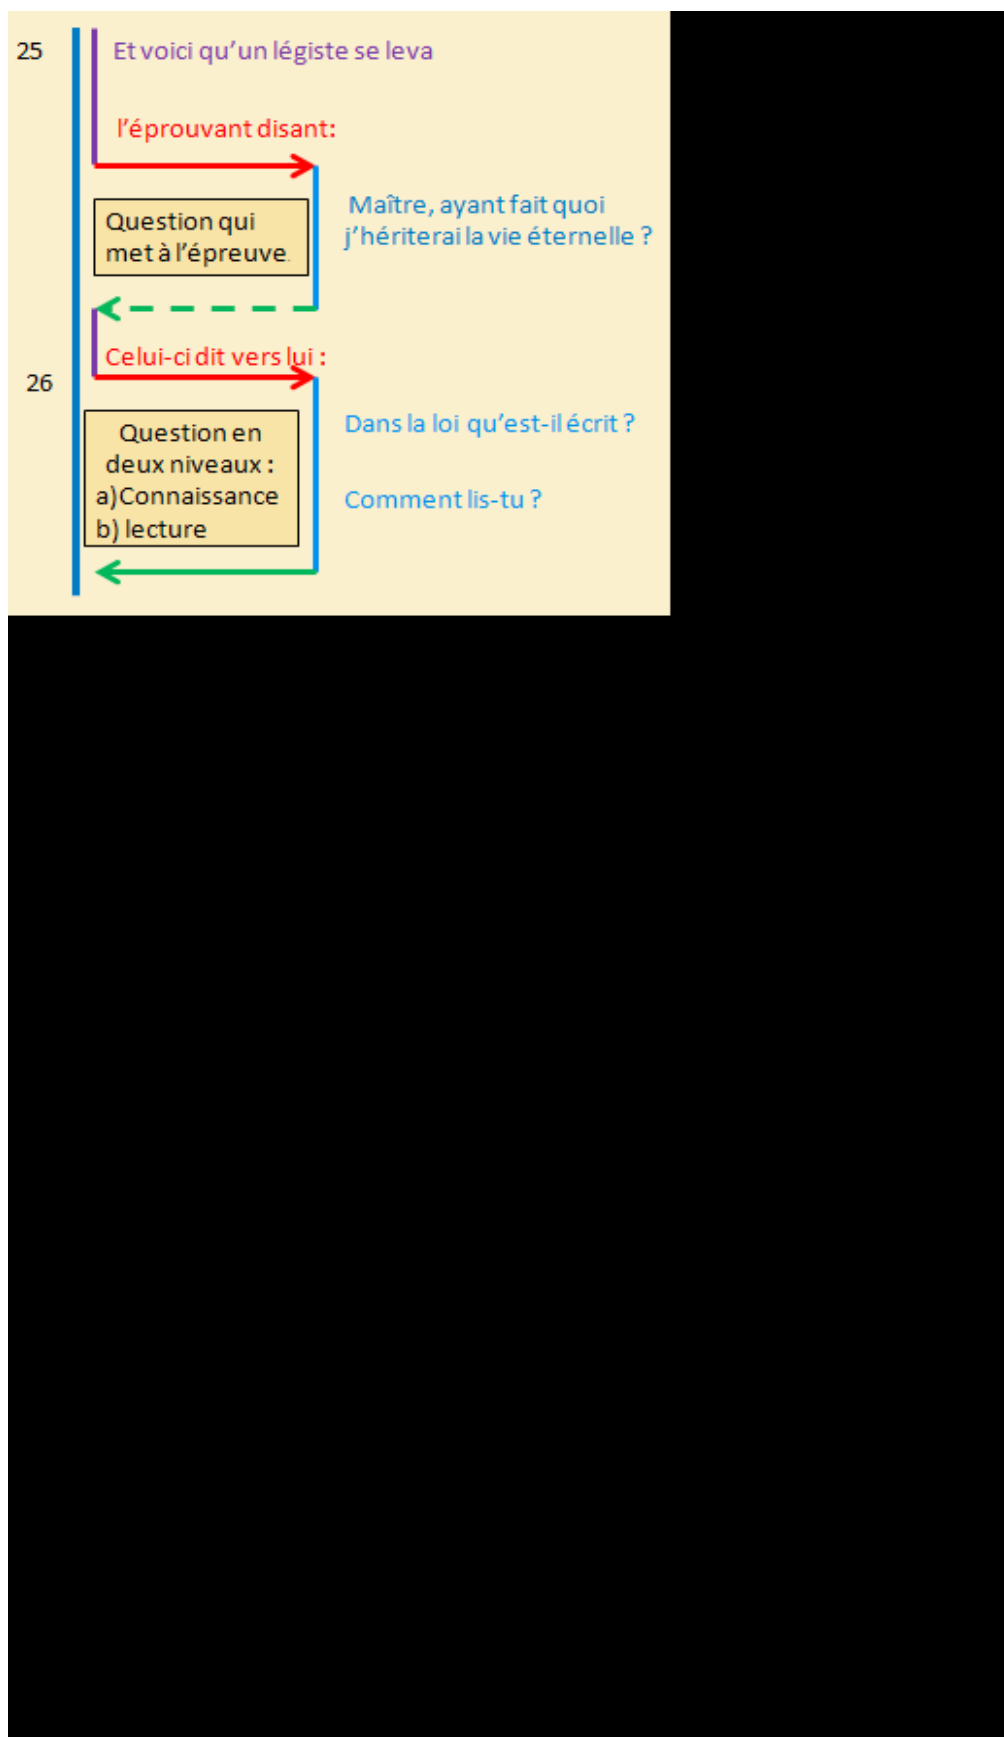 25
Et voici qu'un légiste se leva
l'éprouvant disant:
Maître, ayant fait quoi
j'hériterai la vie éternelle ?
Question qui
met à l'épreuve.
Celui-ci dit vers lui :
26
Dans la loi qu'est-il écrit ?
Question en
deux niveaux :
a)Connaissance
b) lecture
Comment lis-tu ?